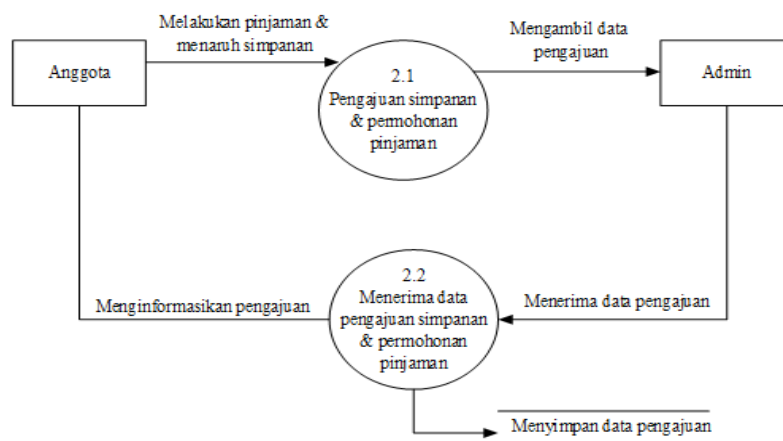 Melakukan pinjaman &
menaruh simpanan
Mengambil data
pengajuan
Anggota
2.1
Pengajuan simpanan
& permohonan
pinjaman
Admin
2.2
Menerima data
pengajuan simpanan
& permohonan
pinjaman
Menginformasikan pengajuan
Menerima data pengajuan
Menyimpan data pengajuan